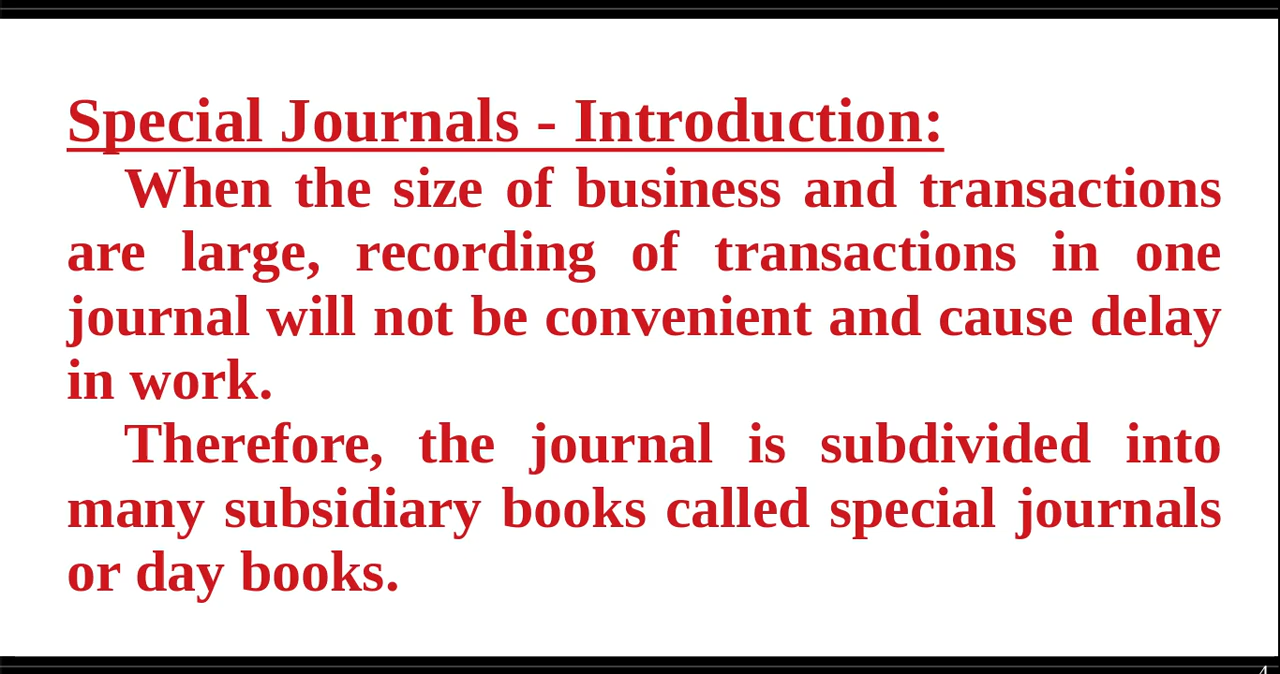 Special Journals - Introduction:
When the size of business and transactions
are large, recording of transactions in one
journal will not be convenient and cause delay
in work.
Therefore, the journal is subdivided into
many subsidiary books called special journals
or day books.